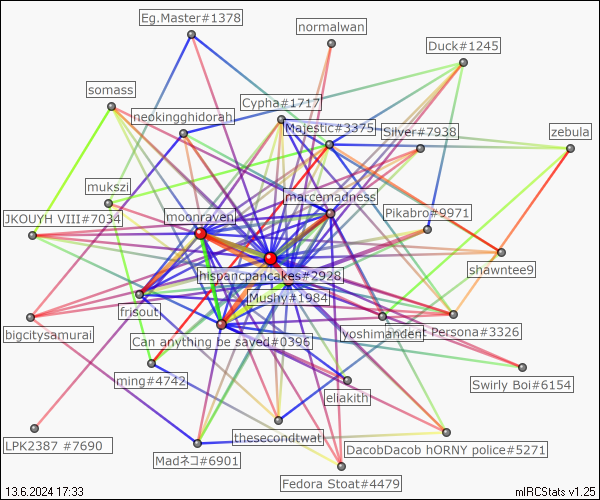 Eg.Master#1378
normalwan
Duck#1245
somass
Cypha#1717
neokingghidorah
Majestic#3375
Silver#7938
zebula
mukszi
marcemadness
JKOUYH VIII#7034
moonraven
Pikabro#9971
shawntee9
hispancpancakes#2928
Mushy#1984
frisout
bigcitysamurai
Can anything be saved#0396
yoshimandent Persona#3326
ming#4742
Swirly Boi#6154
eliakith
LPK2387 #7690
thesecondtwat
DacobDacob hORNY police#5271
Madネコ#6901
Fedora Stoat#4479
13.6.2024 17:33
mIRCStats v1.25